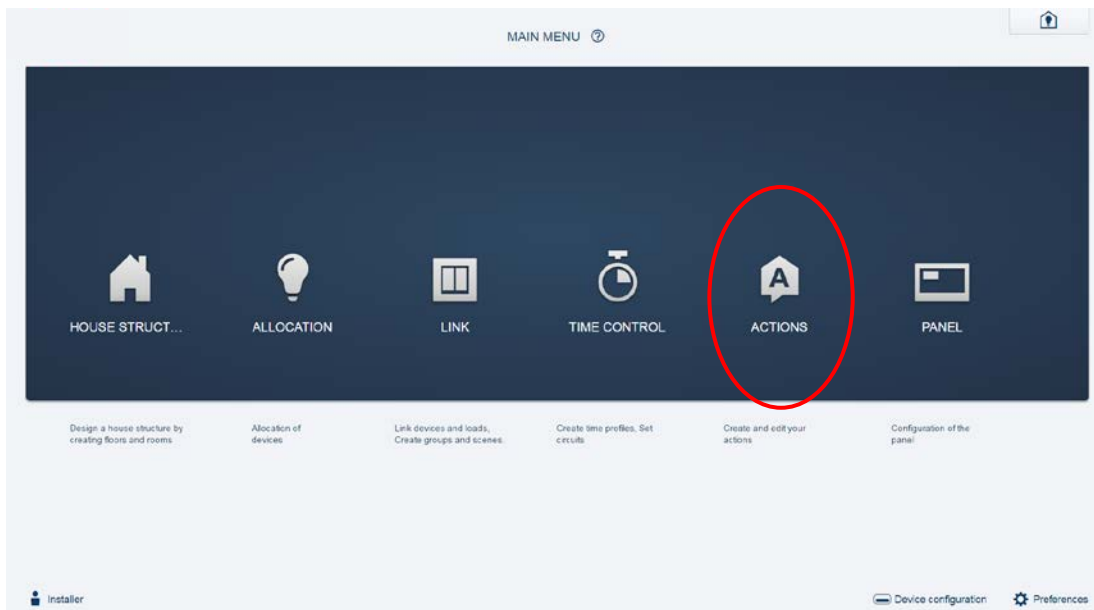 MAIN MENU ?
A
HOUSE STRUCT...
ALLOCATION
LINK
TIME CONTROL
ACTIONS
PANEL
Design a house structure by
creating floors and rooms
Allocation of
devices
Link devices and loads,
Create groups and scenes.
Create time profiles, Set
circuits
Create and edit your
actions
Configuration of the
panel
Installer
Device configuration
Preferences